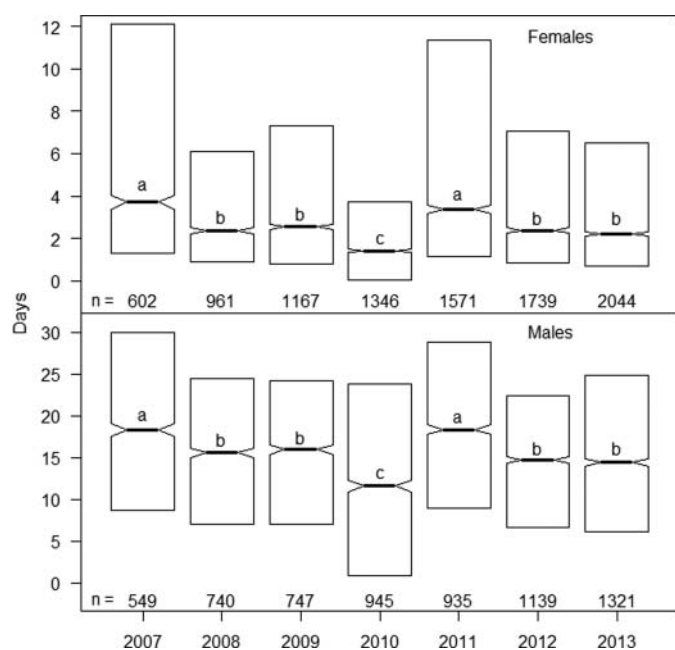 Females
12
10
8
6
4
2
0
a
b
b
c
a
b
b
n = 602 961 1167 1346 1571 1739 2044
Days
Males
30
25
20
15
10
5
0
a
b
b
c
a
b
b
n = 549 740 747 945 935 1139 1321
2007 2008 2009 2010 2011 2012 2013